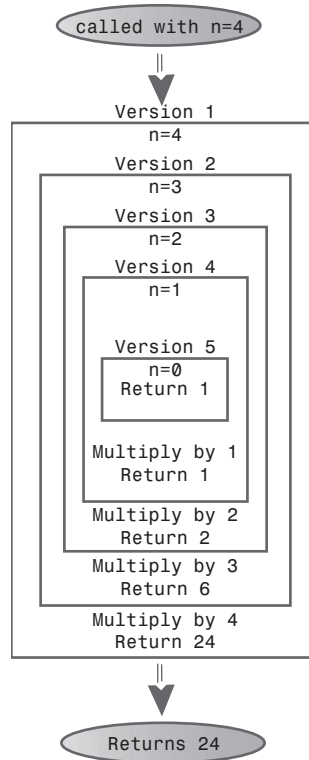 called with n=4
Version 1
n=4
Version 2
n=3
Version 3
n=2
Version 4
n=1
Version 5
n=0
Return 1
Multiply by 1
Return 1
Multiply by 2
Return 2
Multiply by 3
Return 6
Multiply by 4
Return 24
Returns 24